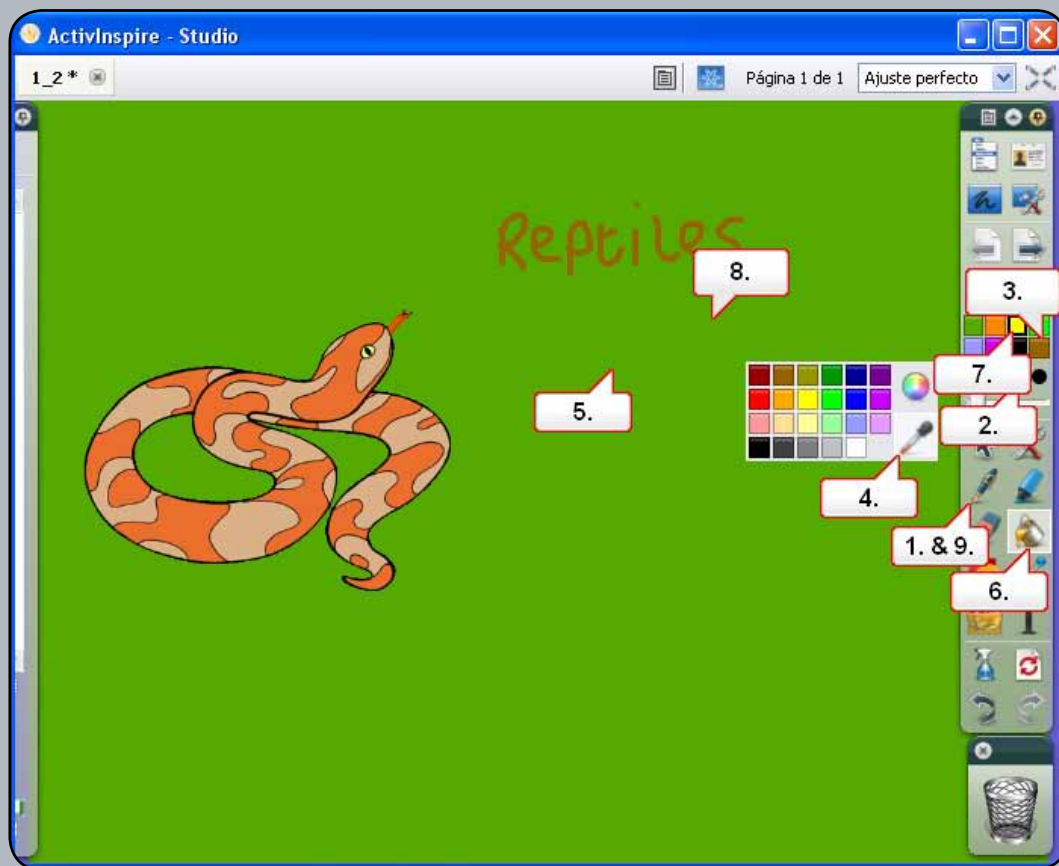 ActivInspire - Studio
1_2 *
Página 1 de 1
Ajuste perfecto
Reptiles
8.
3.
7.
5.
2.
4.
1. & 9.
6.